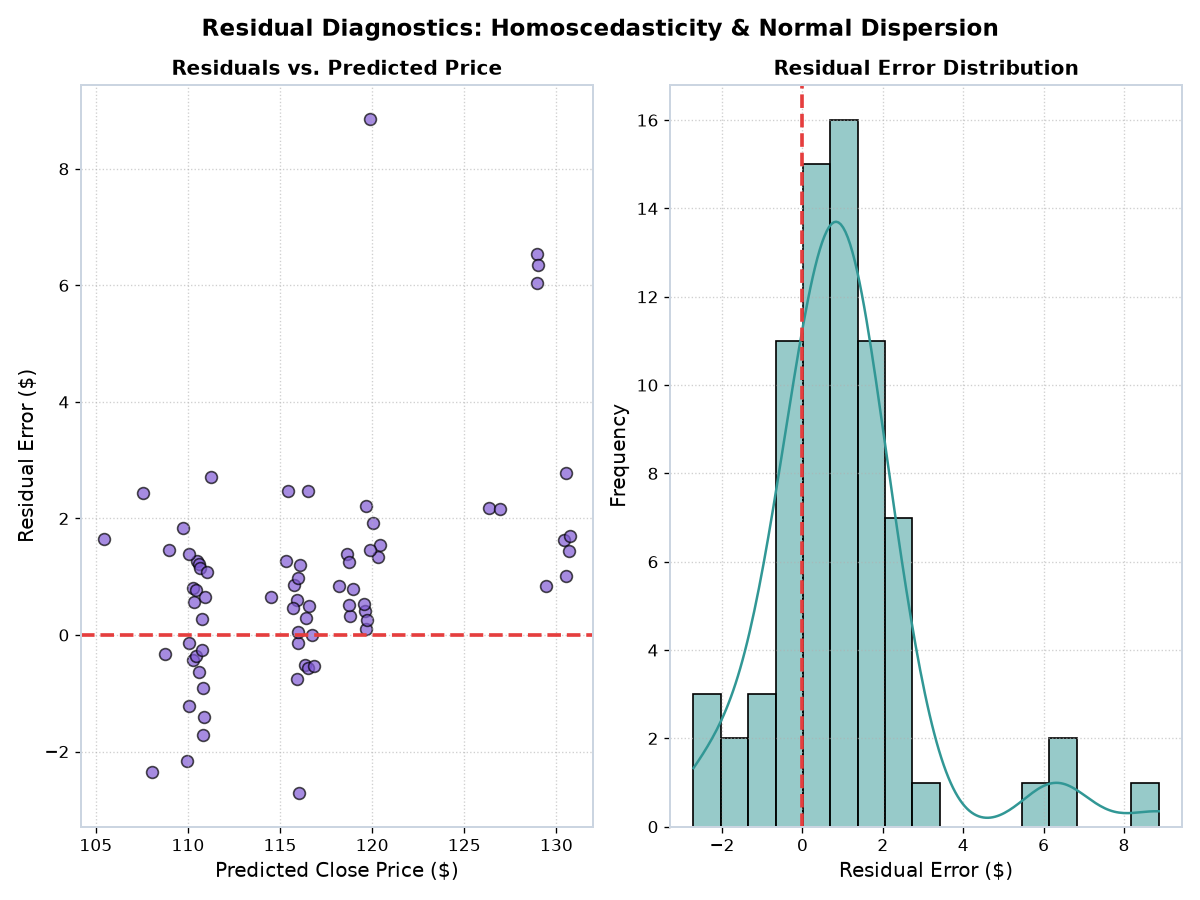 Residual Diagnostics: Homoscedasticity & Normal Dispersion
Residuals vs. Predicted Price
Residual Error ($)
8
6
4
2
0
−2
105 110 115 120 125 130
Predicted Close Price ($)
Residual Error Distribution
Frequency
16
14
12
10
8
6
4
2
0
−2 0 2 4 6 8
Residual Error ($)